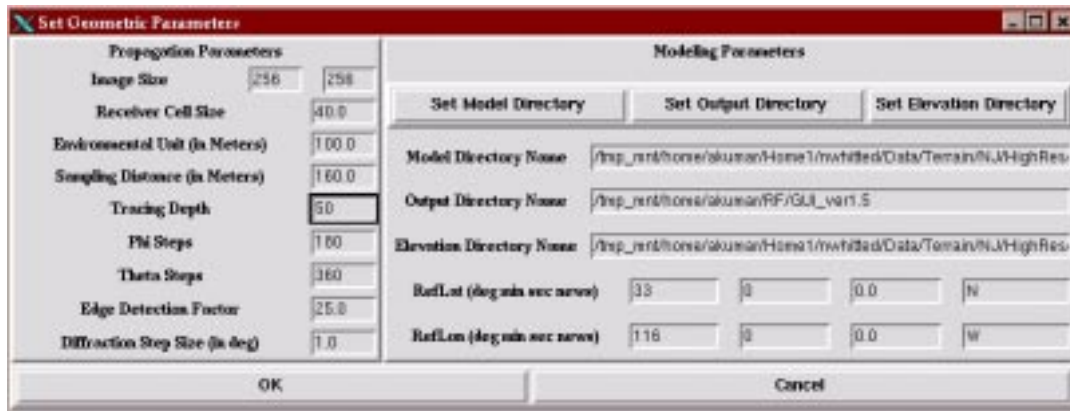 Set Geometric Parameters
Propagation Parameters
Image Size 256 256
Receiver Cell Size 40.0
Environmental Unit (in Meters) 100.0
Sampling Distance (in Meters) 160.0
Tracing Depth 50
Phi Steps 180
Theta Steps 360
Edge Detection Factor 25.0
Diffraction Step Size (in deg) 1.0
Modeling Parameters
Set Model Directory Set Output Directory Set Elevation Directory
Model Directory Name /tmp_mnt/home/akumar/Home1/nwhitted/Data/Terrain/NJ/HighRes
Output Directory Name /tmp_mnt/home/akumar/RF/GUI_ver1.5
Elevation Directory Name /tmp_mnt/home/akumar/Home1/nwhitted/Data/Terrain/NJ/HighRes
RefLat (deg min sec news) 33 0 0.0 N
RefLon (deg min sec news) 116 0 0.0 W
OK Cancel